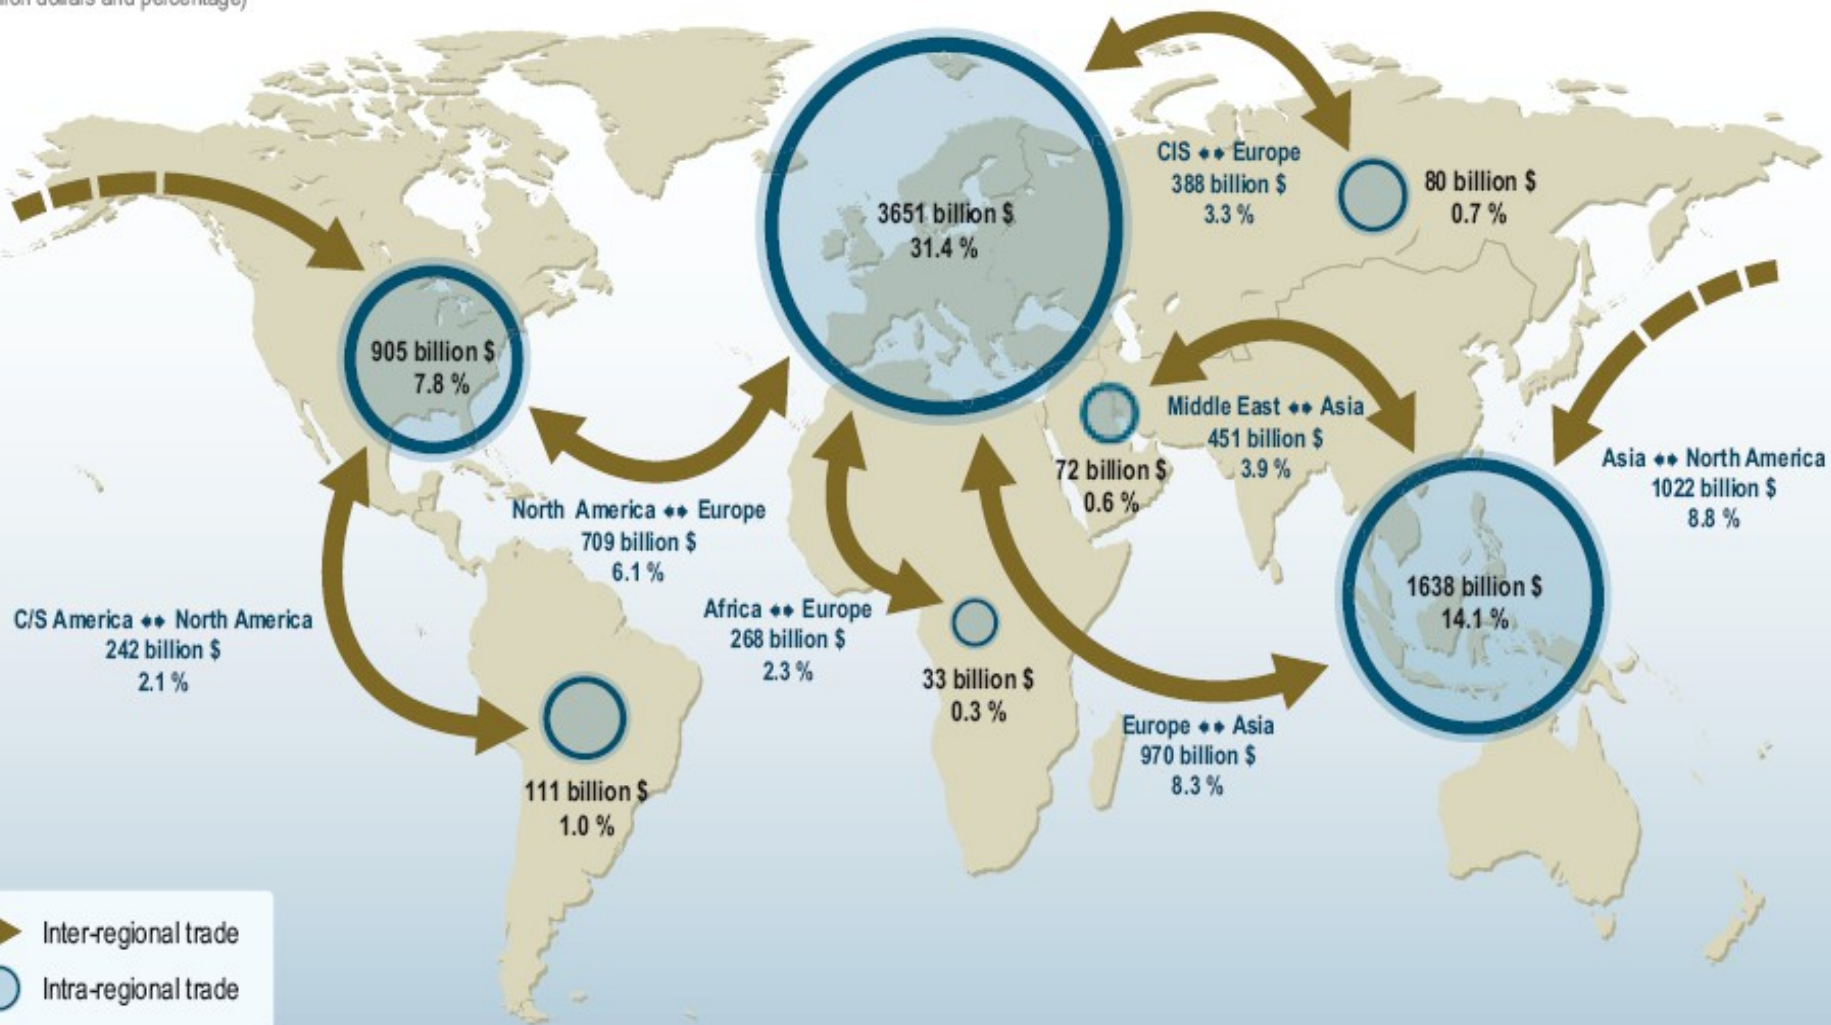 dollars and percentage)
CIS ↔ Europe
388 billion $
3.3 %
80 billion $
0.7 %
3651 billion $
31.4 %
905 billion $
7.8 %
Middle East ↔ Asia
451 billion $
3.9 %
72 billion $
0.6 %
Asia ↔ North America
1022 billion $
8.8 %
North America ↔ Europe
709 billion $
6.1 %
1638 billion $
14.1 %
C/S America ↔ North America
242 billion $
2.1 %
Africa ↔ Europe
268 billion $
2.3 %
33 billion $
0.3 %
Europe ↔ Asia
970 billion $
8.3 %
111 billion $
1.0 %
Inter-regional trade
Intra-regional trade